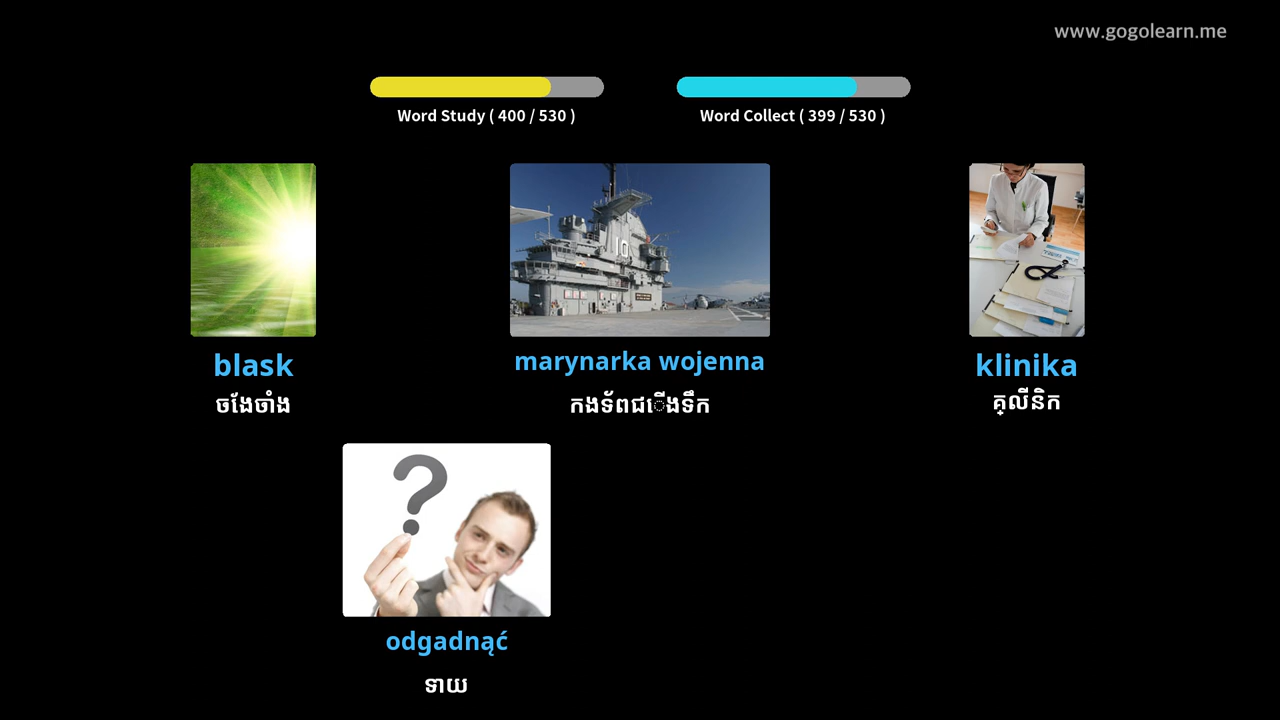 www.gogolearn.me
Word Study ( 400 / 530 )
Word Collect ( 399 / 530 )
10
blask
marynarka wojenna
klinika
ចងែចាំង
កងទ័ពជើងទឹក
គ្លីនិក
?
odgadnąć
ទាយ